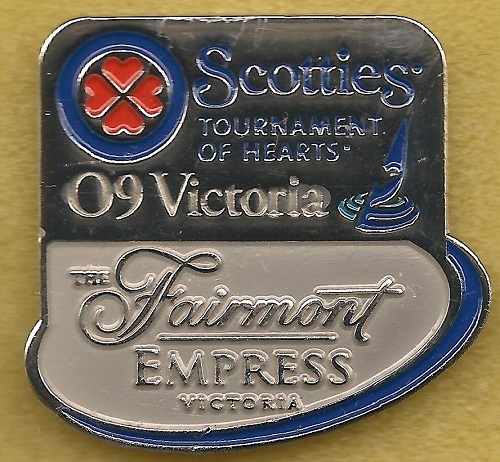 Scotties
TOURNAMENT
OF HEARTS
09 Victoria
THE
Fairmont
EMPRESS
VICTORIA